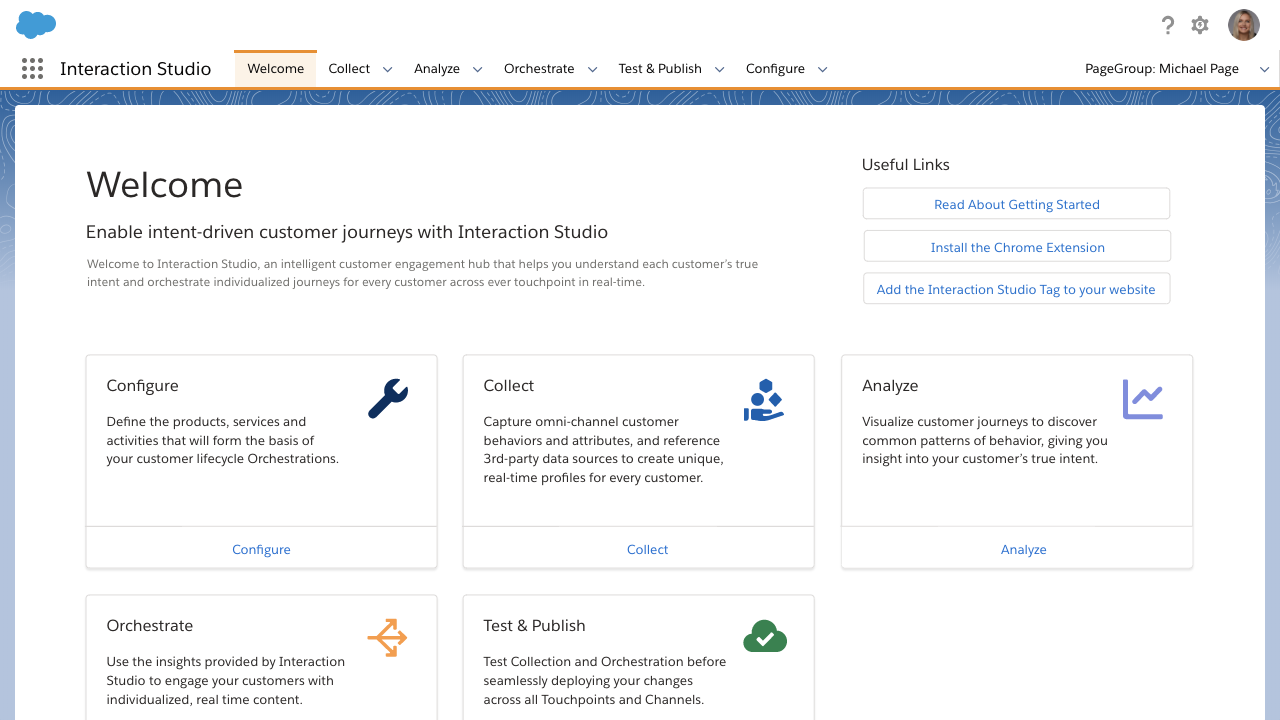 Interaction Studio
Welcome
Collect
Analyze
Orchestrate
Test & Publish
Configure
PageGroup: Michael Page
Welcome
Enable intent-driven customer journeys with Interaction Studio
Welcome to Interaction Studio, an intelligent customer engagement hub that helps you understand each customer's true
intent and orchestrate individualized journeys for every customer across ever touchpoint in real-time.
Useful Links
Read About Getting Started
Install the Chrome Extension
Add the Interaction Studio Tag to your website
Configure
Define the products, services and
activities that will form the basis of
your customer lifecycle Orchestrations.
Configure
Collect
Capture omni-channel customer
behaviors and attributes, and reference
3rd-party data sources to create unique,
real-time profiles for every customer.
Collect
Analyze
Visualize customer journeys to discover
common patterns of behavior, giving you
insight into your customer's true intent.
Analyze
Orchestrate
Use the insights provided by Interaction
Studio to engage your customers with
individualized, real time content.
Test & Publish
Test Collection and Orchestration before
seamlessly deploying your changes
across all Touchpoints and Channels.